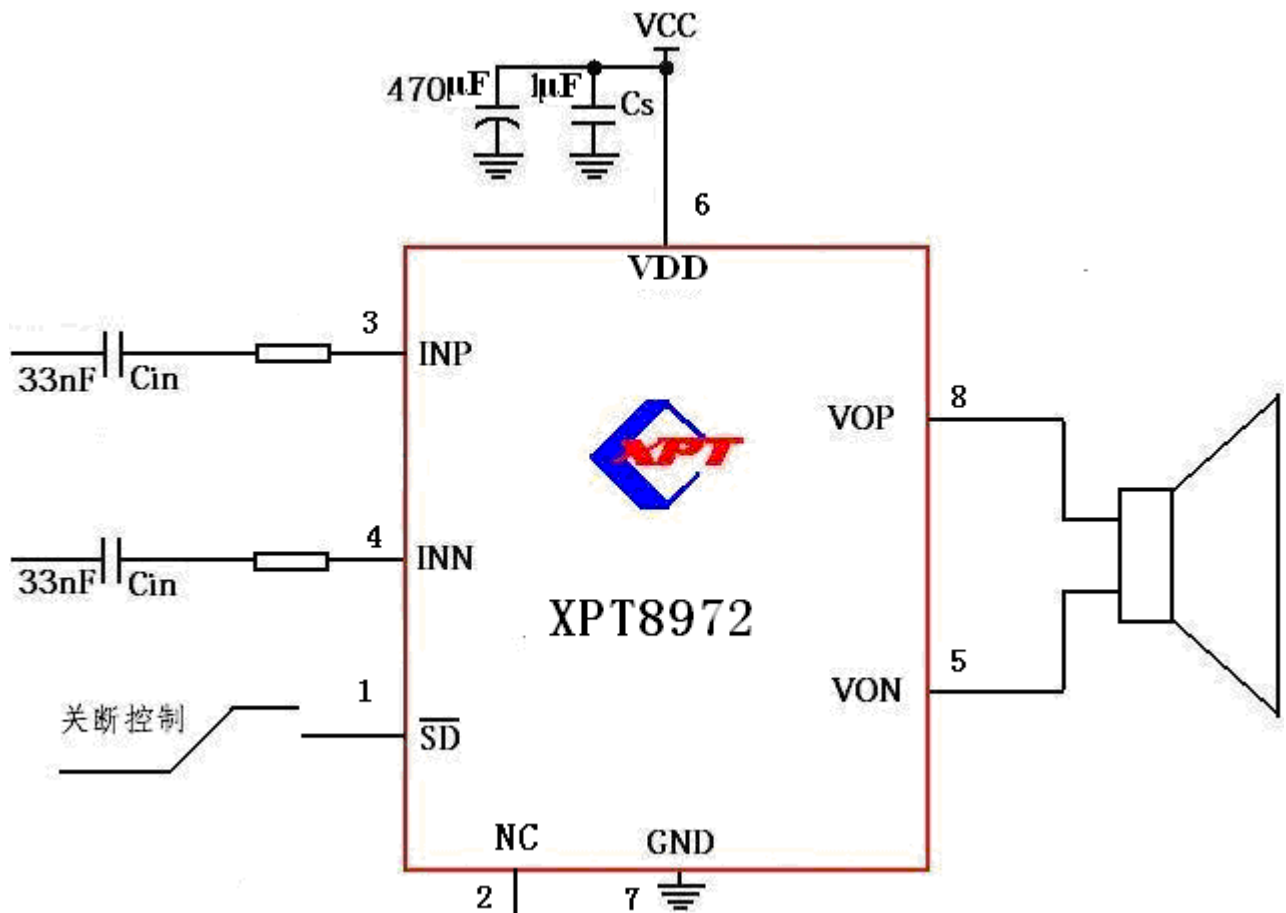 VCC
470μF
1μF
Cs
6
VDD
3
INP
33nF
Cin
XPT
VOP
8
4
INN
33nF
Cin
XPT8972
5
VON
关断控制
1
SD
NC
GND
2
7